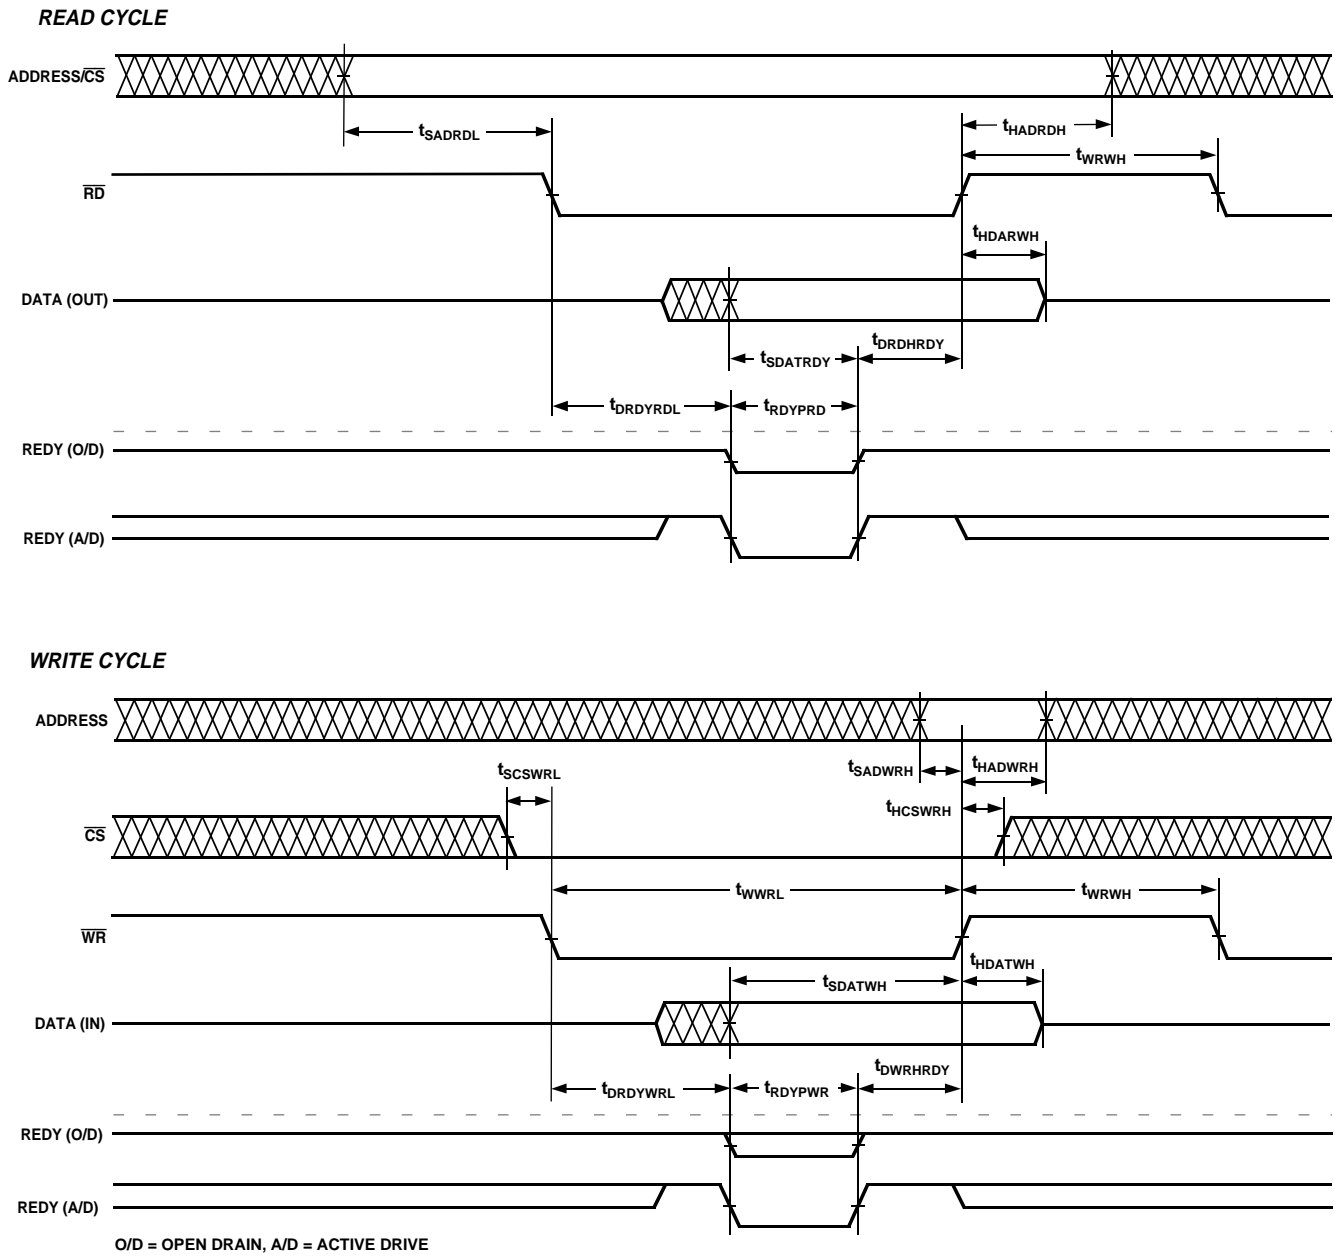 READ CYCLE
ADDRESS/CS
tSADRDL
tHADRDH
tWRWH
RD
tHDARWH
DATA (OUT)
tSDATRDY
tDRDHRDY
tDRDYRDL
tRDYPRD
REDY (O/D)
REDY (A/D)
WRITE CYCLE
ADDRESS
tSCSWRL
tSADWRH
tHADWRH
tHCSWRH
CS
tWWRL
tWRWH
WR
tSDATWH
tHDATWH
DATA (IN)
tDRDYWRL
tRDYPWR
tDWRHRDY
REDY (O/D)
REDY (A/D)
O/D = OPEN DRAIN, A/D = ACTIVE DRIVE